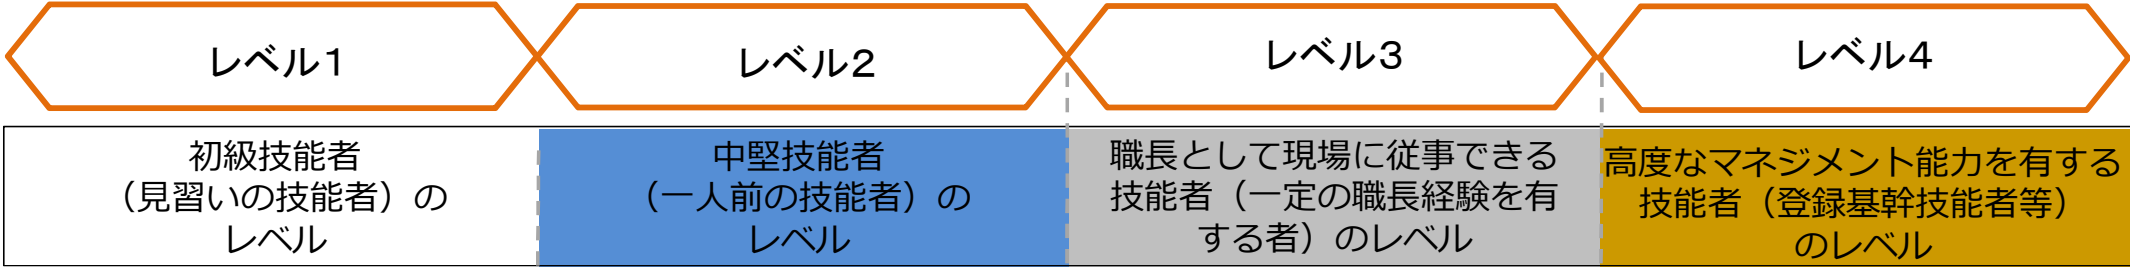 レベル1
レベル2
レベル3
レベル4
初級技能者
（見習いの技能者）の
レベル
中堅技能者
（一人前の技能者）の
レベル
職長として現場に従事できる
技能者（一定の職長経験を有
する者）のレベル
高度なマネジメント能力を有する
技能者（登録基幹技能者等）
のレベル